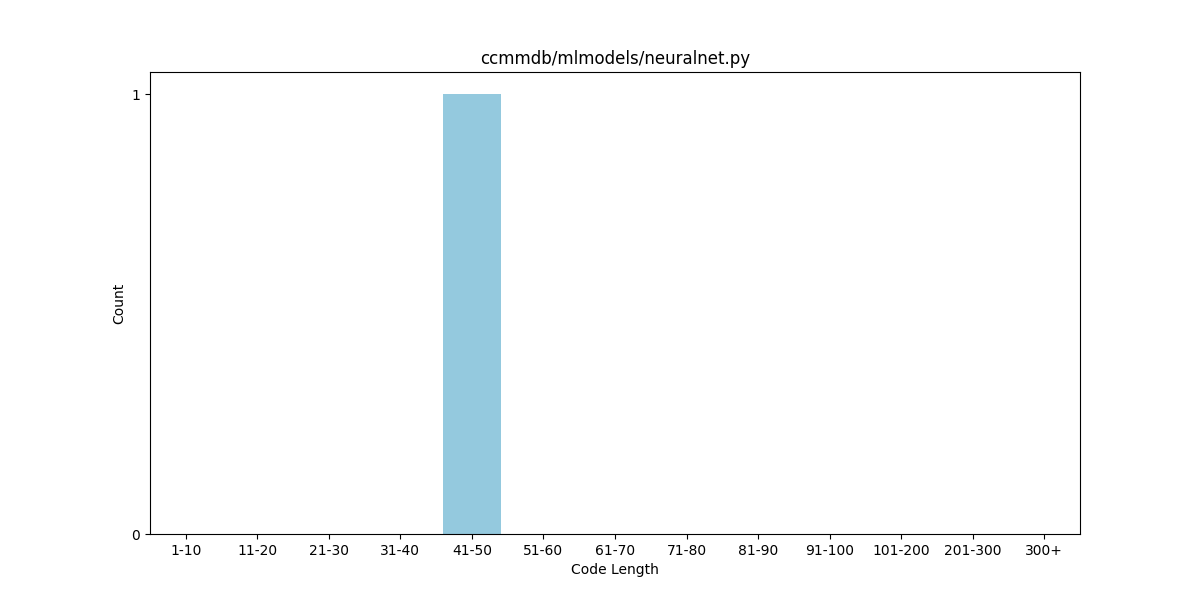 ccmmdb/mlmodels/neuralnet.py
1
Count
0
1-10 11-20 21-30 31-40 41-50 51-60 61-70 71-80 81-90 91-100 101-200 201-300 300+
Code Length